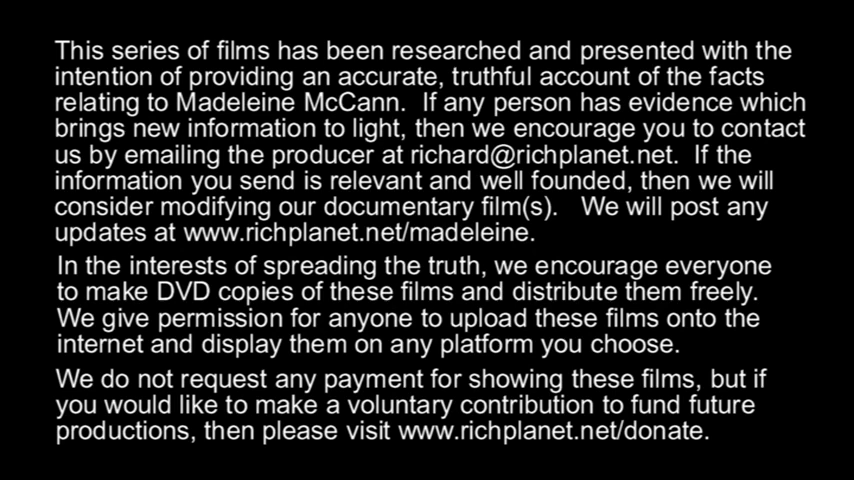 This series of films has been researched and presented with the
intention of providing an accurate, truthful account of the facts
relating to Madeleine McCann.  If any person has evidence which
brings new information to light, then we encourage you to contact
us by emailing the producer at richard@richplanet.net.  If the
information you send is relevant and well founded, then we will
consider modifying our documentary film(s).   We will post any
updates at www.richplanet.net/madeleine.
In the interests of spreading the truth, we encourage everyone
to make DVD copies of these films and distribute them freely.
We give permission for anyone to upload these films onto the
internet and display them on any platform you choose.
We do not request any payment for showing these films, but if
you would like to make a voluntary contribution to fund future
productions, then please visit www.richplanet.net/donate.